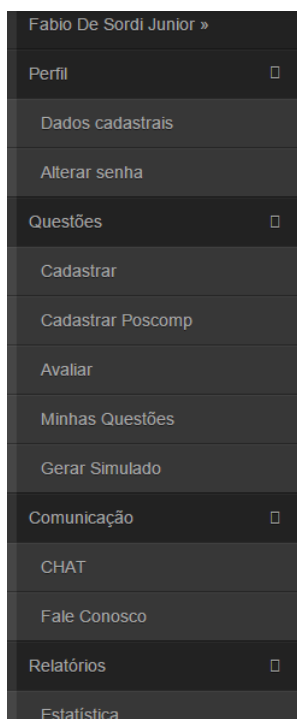 Fabio De Sordi Junior »
Perfil
Dados cadastrais
Alterar senha
Questões
Cadastrar
Cadastrar Poscomp
Avaliar
Minhas Questões
Gerar Simulado
Comunicação
CHAT
Fale Conosco
Relatórios
Estatística